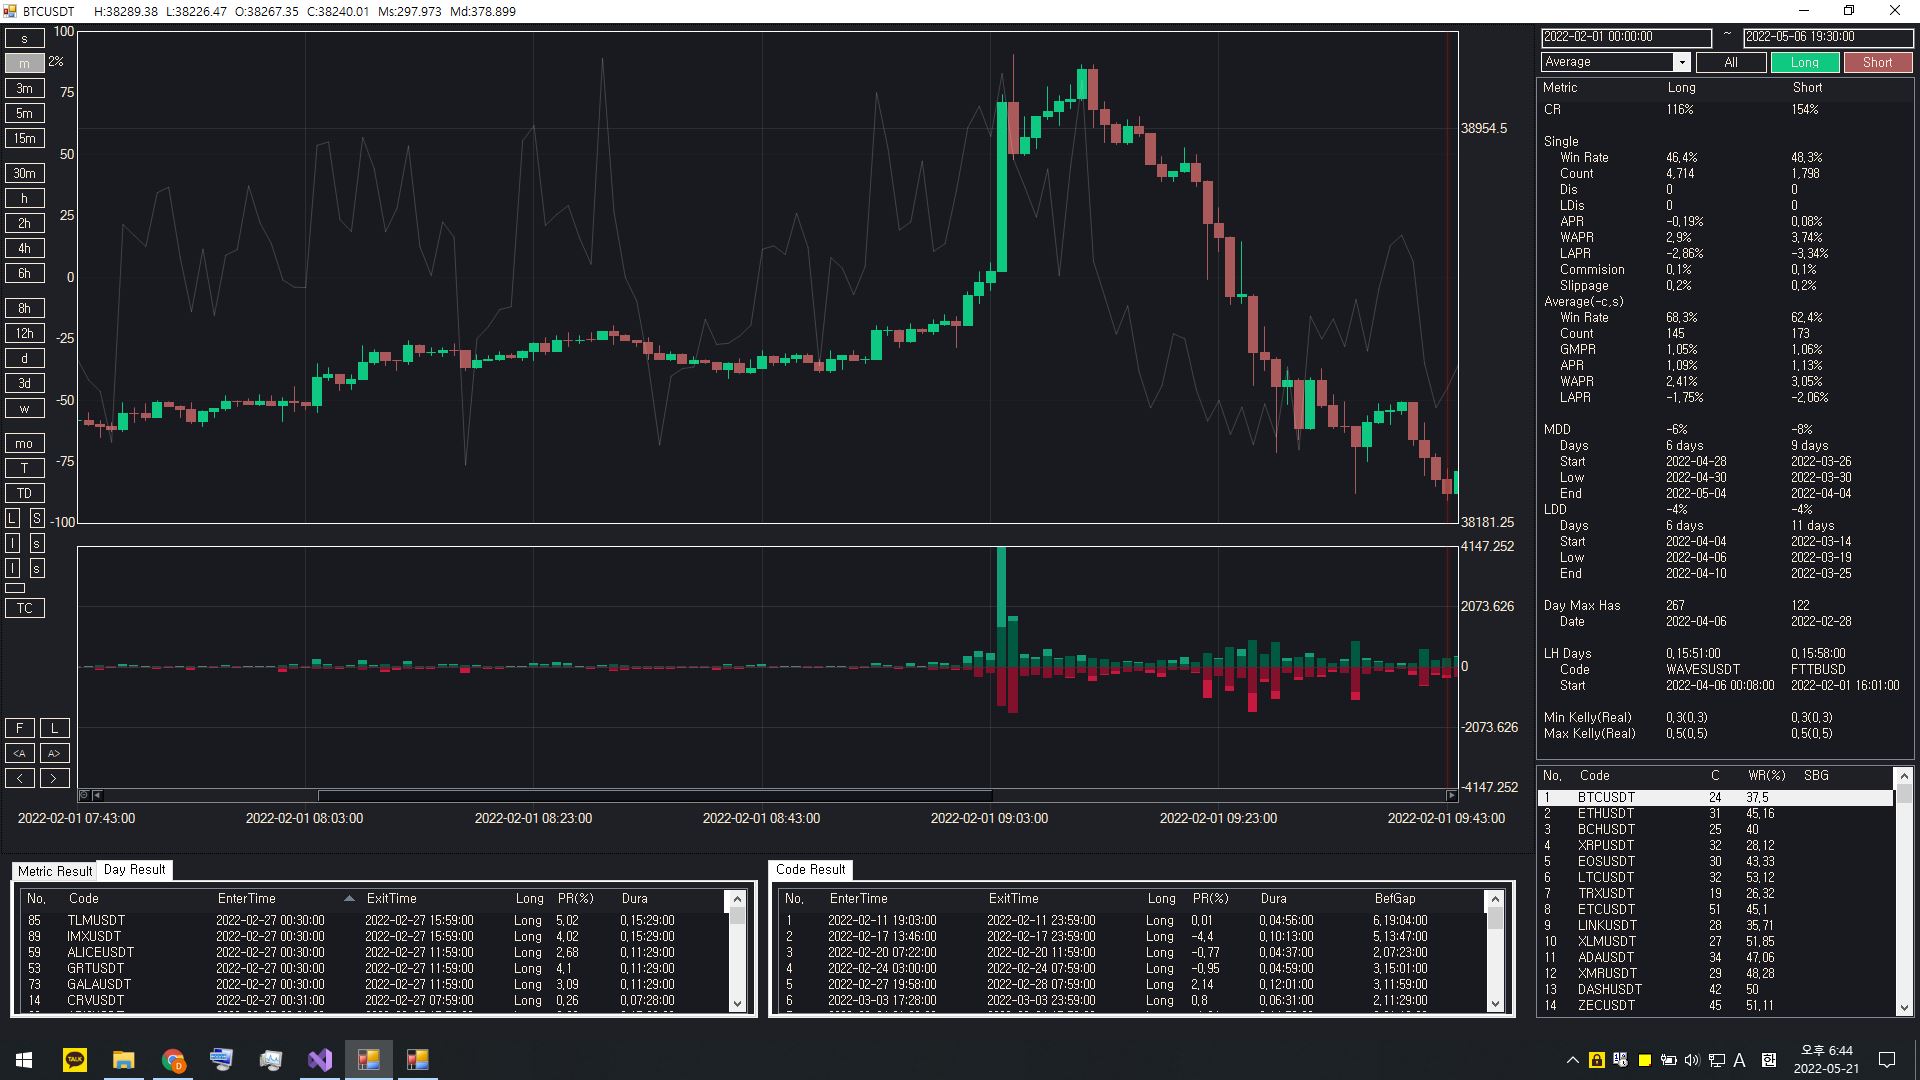 BTCUSDT H:38289.38 L:38226.47 O:38267.35 C:38240.01 Ms:297.973 Md:378.899
s
m 2%
3m
5m
15m
30m
h
2h
4h
6h
8h
12h
d
3d
w
mo
T
TD
L S
l s
l s
TC
F L
<A A>
< >
100
75
50
25
0
-25
-50
-75
-100
38954.5
38181.25
4147.252
2073.626
0
-2073.626
-4147.252
2022-02-01 07:43:00 2022-02-01 08:03:00 2022-02-01 08:23:00 2022-02-01 08:43:00 2022-02-01 09:03:00 2022-02-01 09:23:00 2022-02-01 09:43:00
2022-02-01 00:00:00 ~ 2022-05-06 19:30:00
Average All Long Short
Metric Long Short
CR 116% 154%
Single
Win Rate 46,4% 48,3%
Count 4,714 1,798
Dis 0 0
LDis 0 0
APR -0,19% 0,08%
WAPR 2,9% 3,74%
LAPR -2,86% -3,34%
Commision 0,1% 0,1%
Slippage 0,2% 0,2%
Average(-c,s)
Win Rate 68,3% 62,4%
Count 145 173
GMPR 1,05% 1,06%
APR 1,09% 1,13%
WAPR 2,41% 3,05%
LAPR -1,75% -2,06%
MDD -6% -8%
Days 6 days 9 days
Start 2022-04-28 2022-03-26
Low 2022-04-30 2022-03-30
End 2022-05-04 2022-04-04
LDD -4% -4%
Days 6 days 11 days
Start 2022-04-04 2022-03-14
Low 2022-04-06 2022-03-19
End 2022-04-10 2022-03-25
Day Max Has 267 122
Date 2022-04-06 2022-02-28
LH Days 0,15:51:00 0,15:58:00
Code WAVESUSDT FTTBUSD
Start 2022-04-06 00:08:00 2022-02-01 16:01:00
Min Kelly(Real) 0,3(0,3) 0,3(0,3)
Max Kelly(Real) 0,5(0,5) 0,5(0,5)
No, Code C WR(%) SBG
1 BTCUSDT 24 37,5
2 ETHUSDT 31 45,16
3 BCHUSDT 25 40
4 XRPUSDT 32 28,12
5 EOSUSDT 30 43,33
6 LTCUSDT 32 53,12
7 TRXUSDT 19 26,32
8 ETCUSDT 51 45,1
9 LINKUSDT 28 35,71
10 XLMUSDT 27 51,85
11 ADAUSDT 34 47,06
12 XMRUSDT 29 48,28
13 DASHUSDT 42 50
14 ZECUSDT 45 51,11
Metric Result Day Result
No, Code EnterTime ExitTime Long PR(%) Dura
85 TLMUSDT 2022-02-27 00:30:00 2022-02-27 15:59:00 Long 5,02 0,15:29:00
89 IMXUSDT 2022-02-27 00:30:00 2022-02-27 15:59:00 Long 4,02 0,15:29:00
59 ALICEUSDT 2022-02-27 00:30:00 2022-02-27 11:59:00 Long 2,68 0,11:29:00
53 GRTUSDT 2022-02-27 00:30:00 2022-02-27 11:59:00 Long 4,1 0,11:29:00
73 GALAUSDT 2022-02-27 00:30:00 2022-02-27 11:59:00 Long 3,09 0,11:29:00
14 CRVUSDT 2022-02-27 00:31:00 2022-02-27 07:59:00 Long 0,26 0,07:28:00
Code Result
No, EnterTime ExitTime Long PR(%) Dura BefGap
1 2022-02-11 19:03:00 2022-02-11 23:59:00 Long 0,01 0,04:56:00 6,19:04:00
2 2022-02-17 13:46:00 2022-02-17 23:59:00 Long -4,4 0,10:13:00 5,13:47:00
3 2022-02-20 07:22:00 2022-02-20 11:59:00 Long -0,77 0,04:37:00 2,07:23:00
4 2022-02-24 03:00:00 2022-02-24 07:59:00 Long -0,95 0,04:59:00 3,15:01:00
5 2022-02-27 19:58:00 2022-02-28 07:59:00 Long 2,14 0,12:01:00 3,11:59:00
6 2022-03-03 17:28:00 2022-03-03 23:59:00 Long 0,8 0,06:31:00 2,11:29:00
TALK
D
A 오후 6:44
2022-05-21